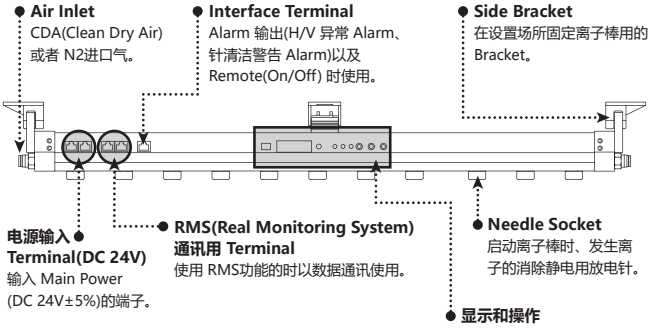 Air Inlet
CDA(Clean Dry Air)
或者 N2进口气。
Interface Terminal
Alarm 输出(H/V 异常 Alarm、
针清洁警告 Alarm)以及
Remote(On/Off) 时使用。
Side Bracket
在设置场所固定离子棒用的
Bracket。
电源输入
Terminal(DC 24V)
输入 Main Power
(DC 24V±5%)的端子。
RMS(Real Monitoring System)
通讯用 Terminal
使用 RMS功能的时以数据通讯使用。
Needle Socket
启动离子棒时、发生离
子的消除静电用放电针。
显示和操作